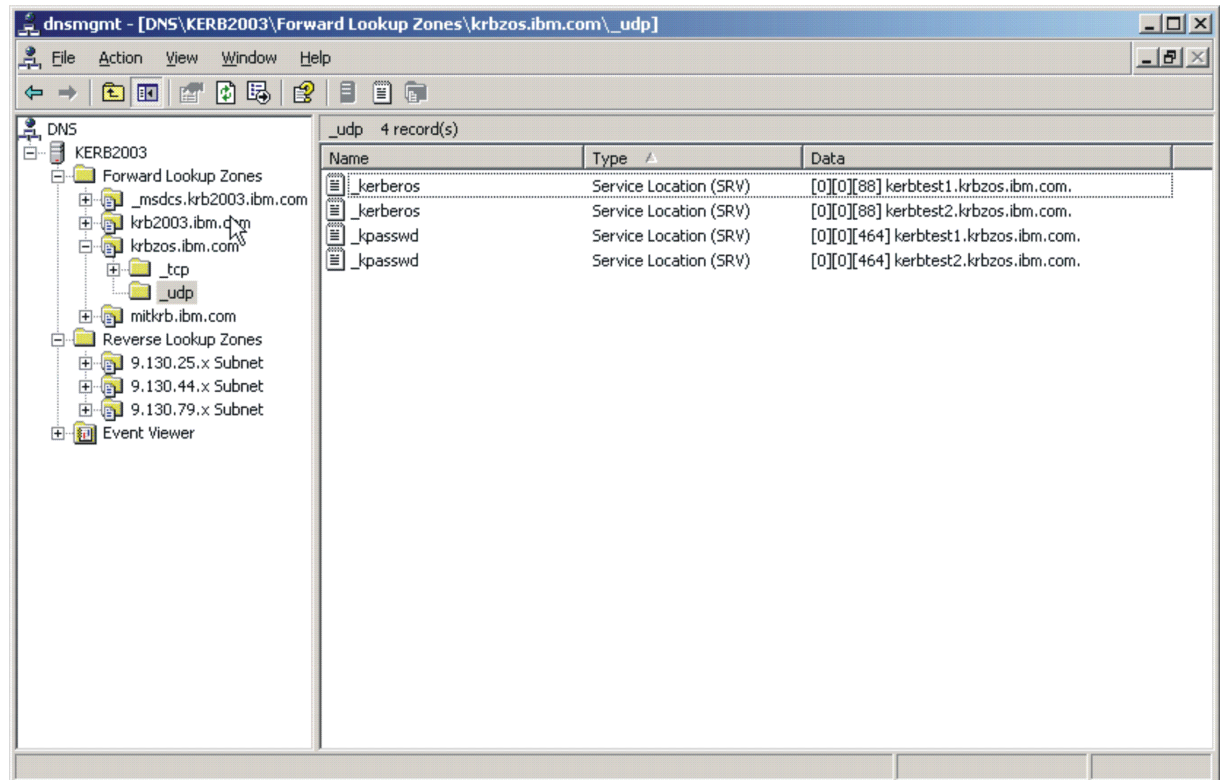 dnsmgmt - [DNS\KERB2003\Forward Lookup Zones\krbzos.ibm.com\_udp]
File Action View Window Help
DNS
KERB2003
Forward Lookup Zones
_msdcs.krb2003.ibm.com
krb2003.ibm.com
krbzos.ibm.com
_tcp
_udp
mitkrb.ibm.com
Reverse Lookup Zones
9.130.25.x Subnet
9.130.44.x Subnet
9.130.79.x Subnet
Event Viewer
_udp 4 record(s)
Name Type Data
_kerberos Service Location (SRV) [0][0][88] kerbtest1.krbzos.ibm.com.
_kerberos Service Location (SRV) [0][0][88] kerbtest2.krbzos.ibm.com.
_kpasswd Service Location (SRV) [0][0][464] kerbtest1.krbzos.ibm.com.
_kpasswd Service Location (SRV) [0][0][464] kerbtest2.krbzos.ibm.com.